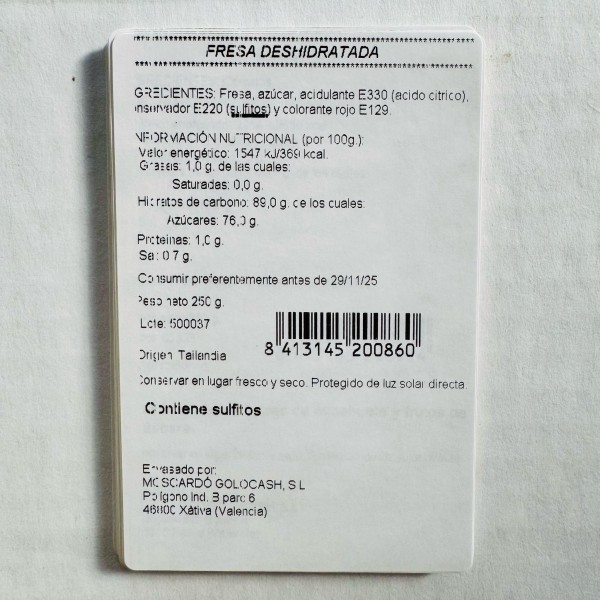 FRESA DESHIDRATADA
GREDIENTES: Fresa, azúcar, acidulante E330 (acido citrico),
nservador E220 (sulfitos) y colorante rojo E129.
NFORMACIÓN NUTRICIONAL (por 100g.):
Valor energético: 1547 kJ/369 kcal.
Grasas: 1,0 g. de las cuales:
Saturadas: 0,0 g.
Hidratos de carbono: 89,0 g. de los cuales:
Azúcares: 76,0 g.
Proteinas: 1,0 g.
Sal: 0 7 g.
Consumir preferentemente antes de 29/11/25
Peso neto 250 g.
Lote: 500037
8 413145 200860
Origen Tailandia
Conservar en lugar fresco y seco. Protegido de luz solar directa
Contiene sulfitos
Envasado por:
MOSCARDÓ GOLOCASH, S L
Polígono Ind. B parc 6
46800 Xàtiva (Valencia)